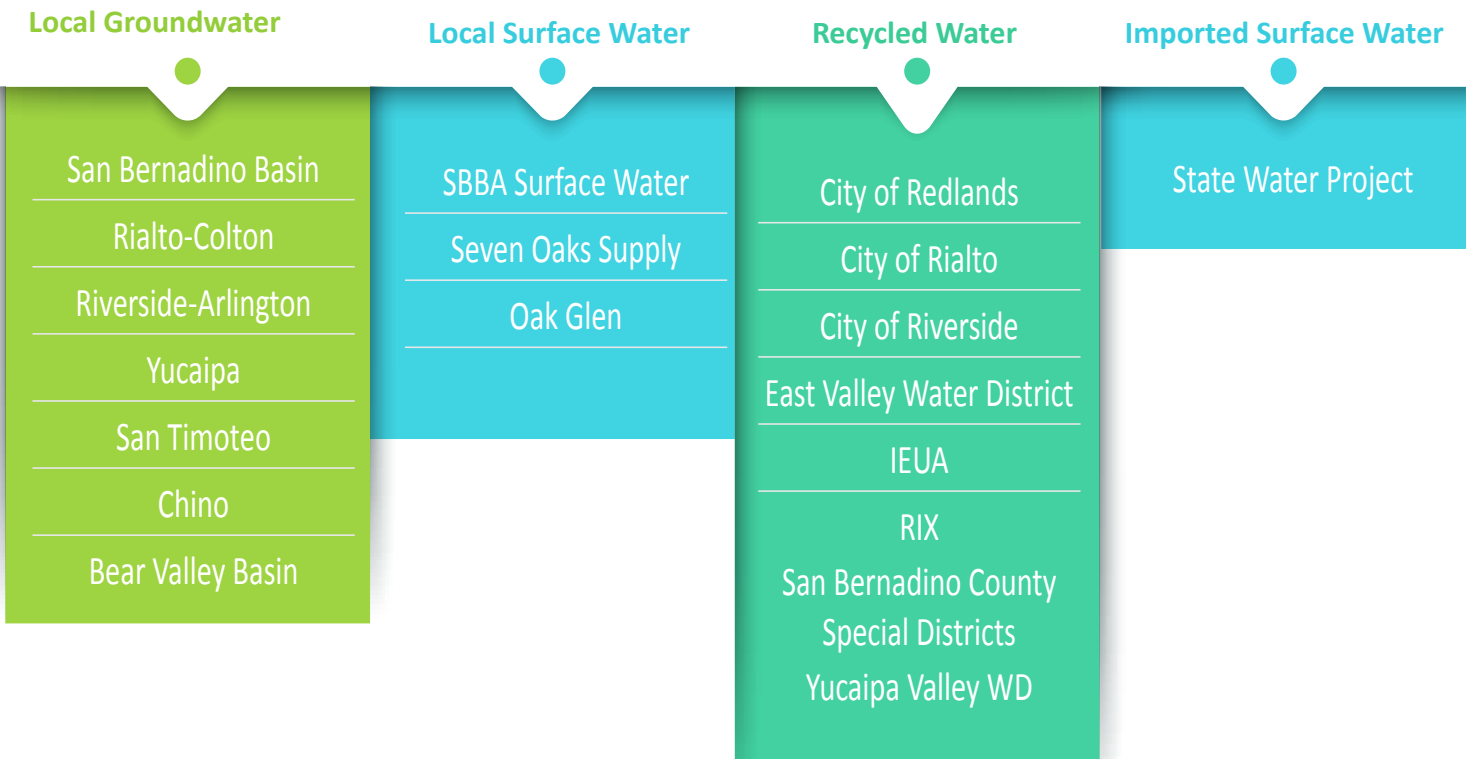 Local Groundwater
San Bernadino Basin
Rialto-Colton
Riverside-Arlington
Yucaipa
San Timoteo
Chino
Bear Valley Basin
Local Surface Water
SBBA Surface Water
Seven Oaks Supply
Oak Glen
Recycled Water
City of Redlands
City of Rialto
City of Riverside
East Valley Water District
IEUA
RIX
San Bernadino County
Special Districts
Yucaipa Valley WD
Imported Surface Water
State Water Project